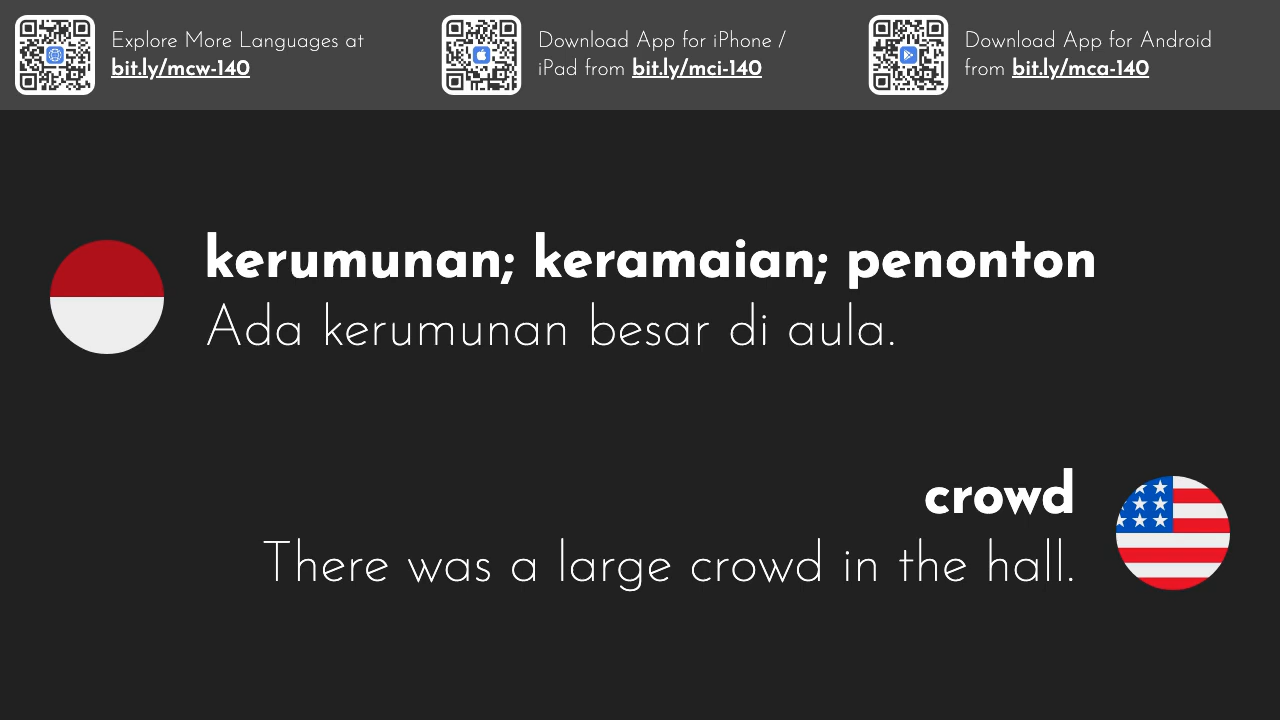 Explore More Languages at
bit.ly/mcw-140
Download App for iPhone /
iPad from bit.ly/mci-140
Download App for Android
from bit.ly/mca-140
kerumunan; keramaian; penonton
Ada kerumunan besar di aula.
crowd
There was a large crowd in the hall.